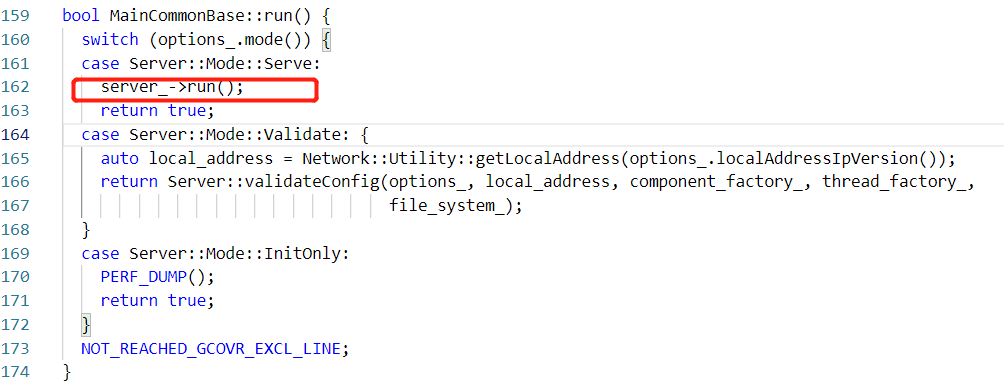 159 bool MainCommonBase::run() {
160 switch (options_.mode()) {
161 case Server::Mode::Serve:
162 server_->run();
163 return true;
164 case Server::Mode::Validate: {
165 auto local_address = Network::Utility::getLocalAddress(options_.localAddressIpVersion());
166 return Server::validateConfig(options_, local_address, component_factory_, thread_factory_,
167 file_system_);
168 }
169 case Server::Mode::InitOnly:
170 PERF_DUMP();
171 return true;
172 }
173 NOT_REACHED_GCOVR_EXCL_LINE;
174 }